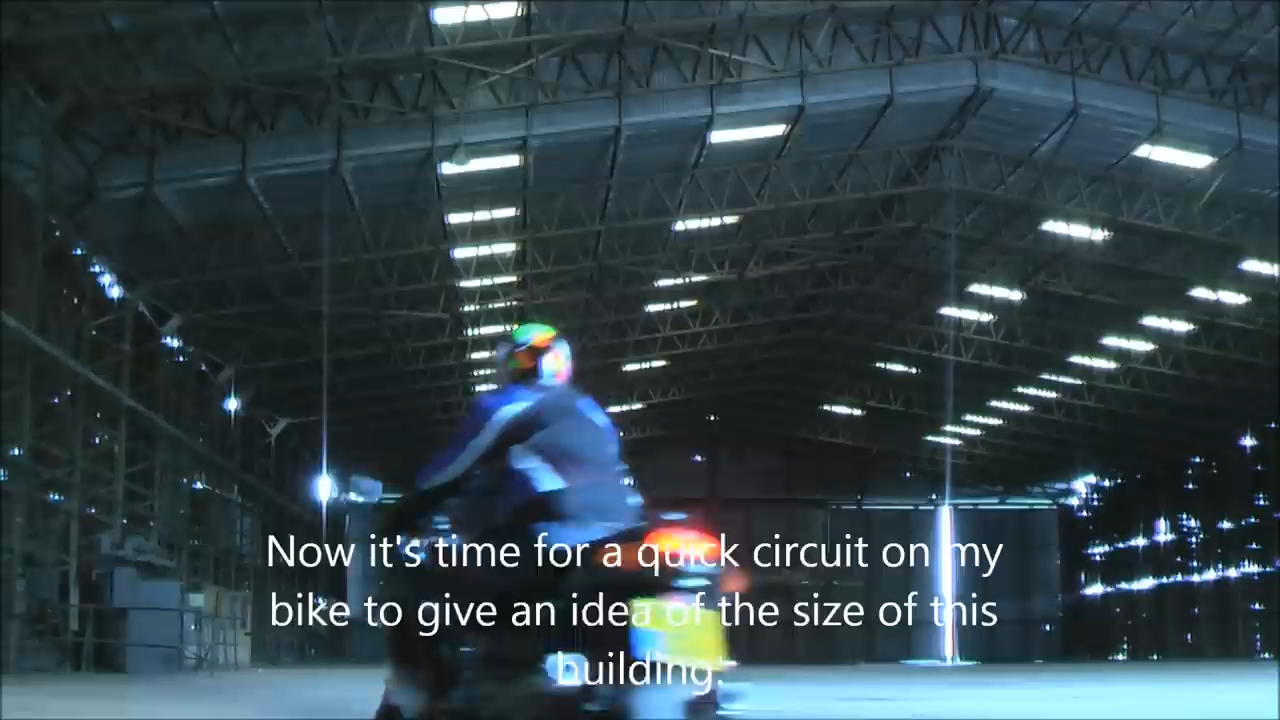 Now it's time for a quick circuit on my
bike to give an idea of the size of this
building.